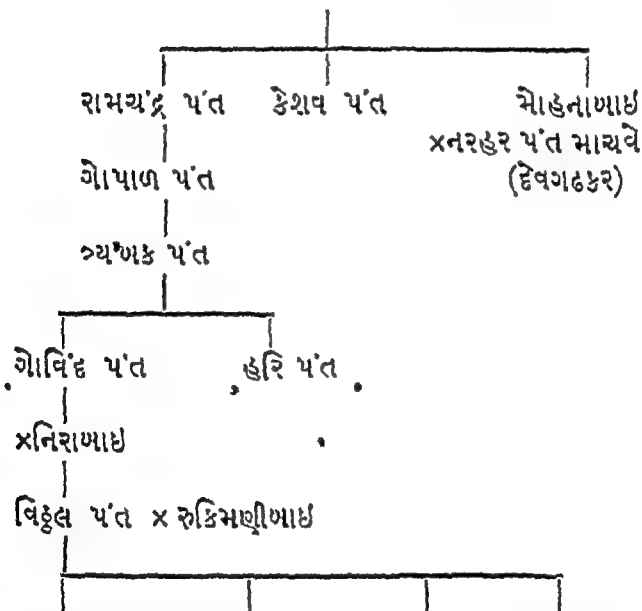 રામચંદ્ર પંત કેશવ પંત મોહનાબાઇ
×નરહર પંત માચવે
ગોપાળ પંત (દેવગઢકર)
ત્ર્યંબક પંત
ગોવિંદ પંત હરિ પંત
×નિરાબાઇ
વિઠ્ઠલ પંત × રુકિમણીબાઇ